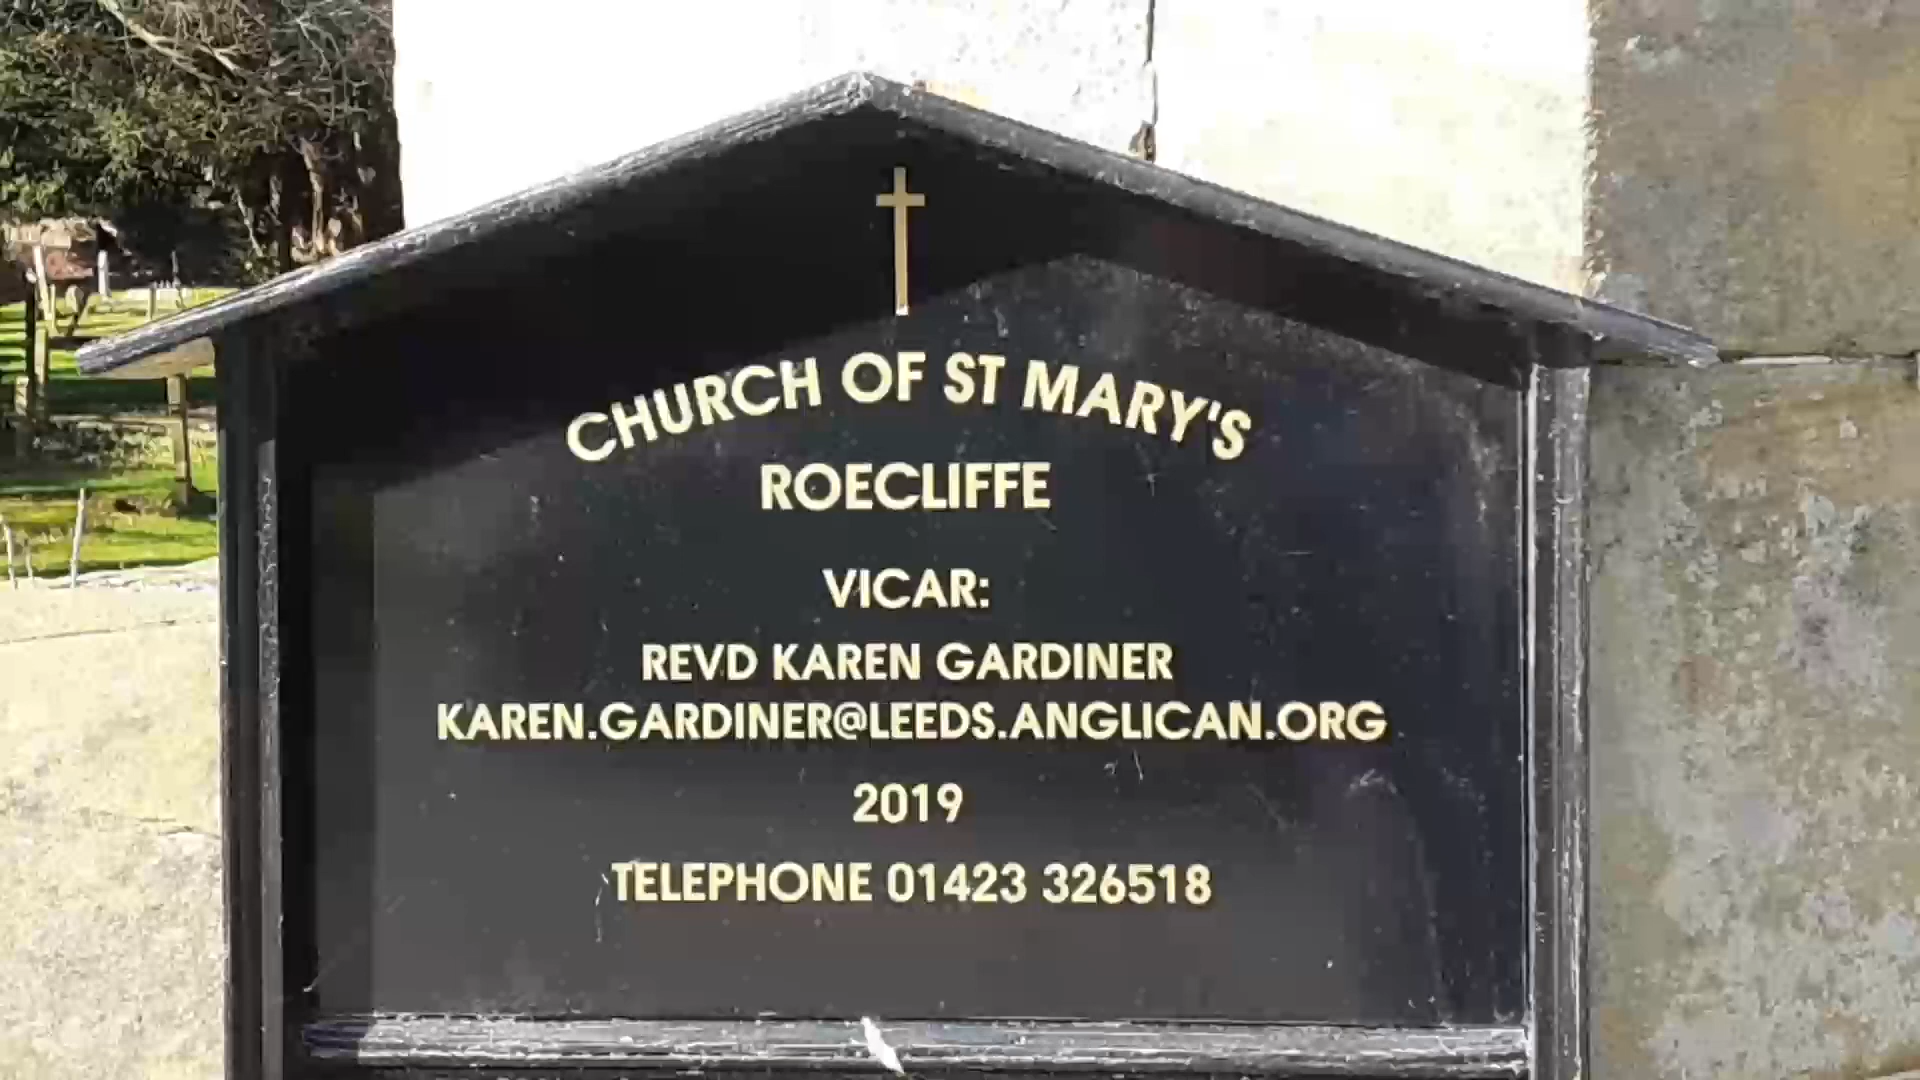 CHURCH OF ST MARY'S
ROECLIFFE
VICAR:
REVD KAREN GARDINER
KAREN.GARDINER@LEEDS.ANGLICAN.ORG
2019
TELEPHONE 01423 326518